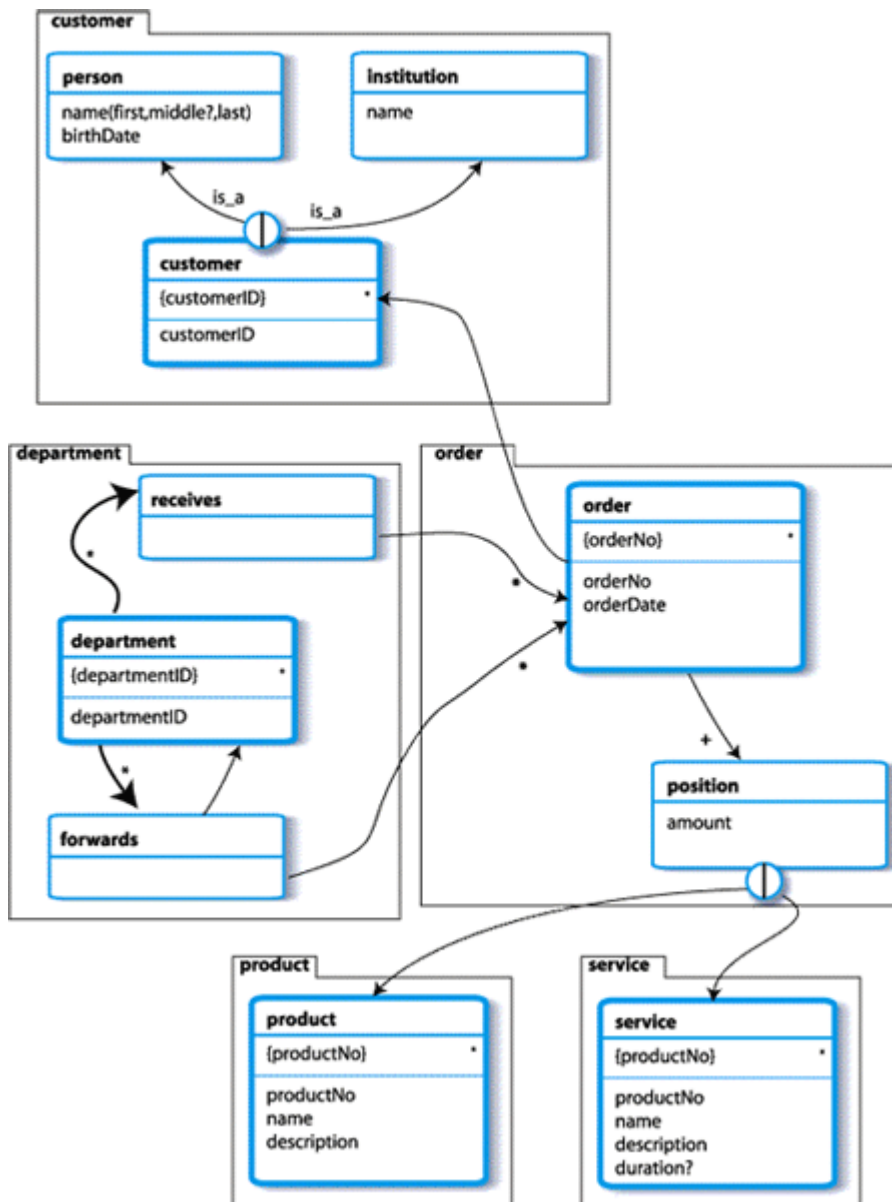 customer
person
name(first,middle?,last)
birthDate
institution
name
is_a
is_a
customer
{customerID} *
customerID
department
receives
*
department
{departmentID} *
departmentID
*
forwards
order
order
{orderNo} *
orderNo
orderDate
*
*
+
position
amount
product
product
{productNo} *
productNo
name
description
service
service
{productNo} *
productNo
name
description
duration?